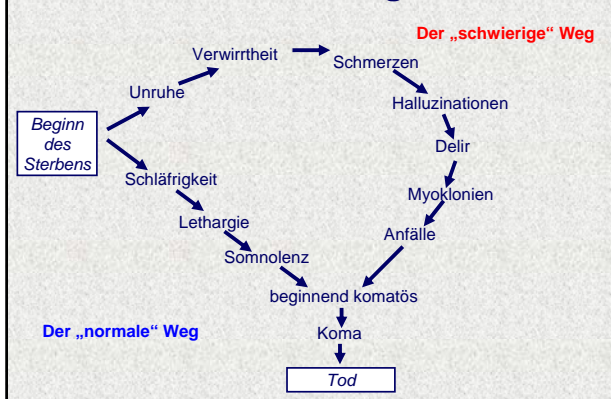 Der „schwierige“ Weg
Verwirrtheit
Schmerzen
Unruhe
Halluzinationen
Beginn
des
Sterbens
Delir
Schläfrigkeit
Myoklonien
Lethargie
Anfälle
Somnolenz
beginnend komatös
Der „normale“ Weg
Koma
Tod